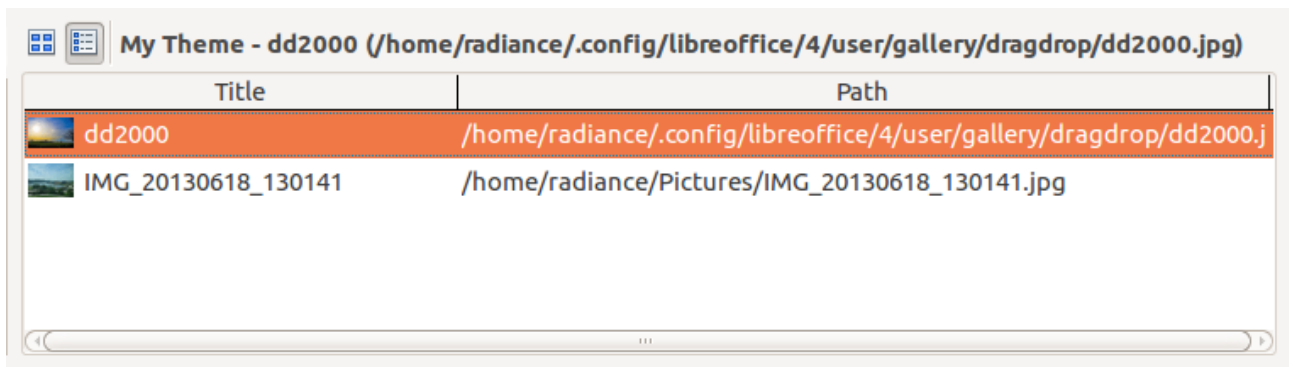 My Theme - dd2000 (/home/radiance/.config/libreoffice/4/user/gallery/dragdrop/dd2000.jpg)
Title Path
dd2000 /home/radiance/.config/libreoffice/4/user/gallery/dragdrop/dd2000.j
IMG_20130618_130141 /home/radiance/Pictures/IMG_20130618_130141.jpg